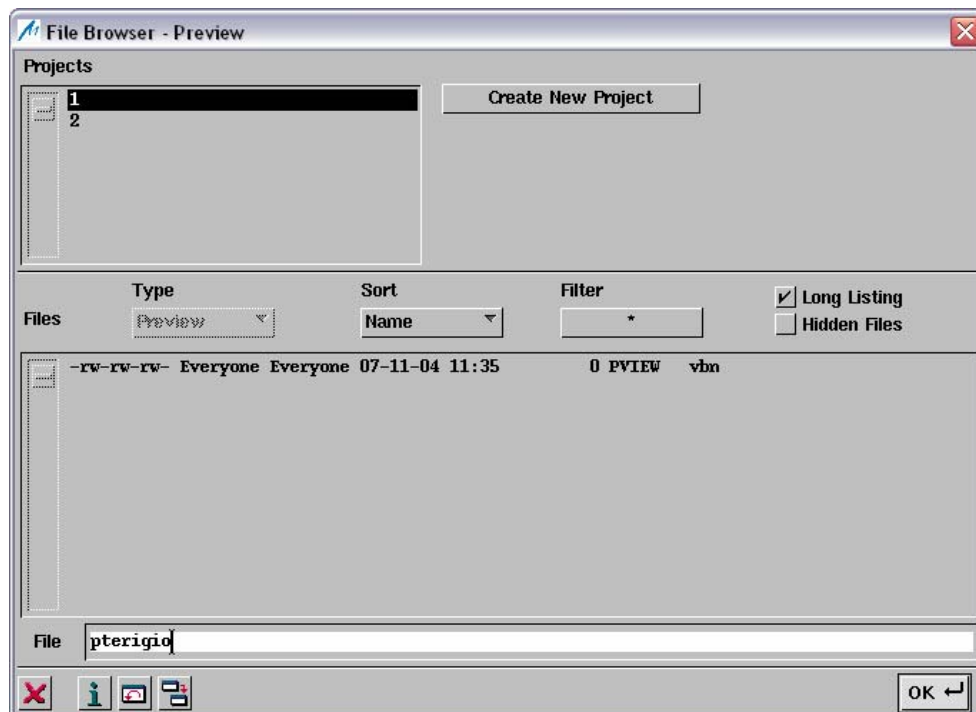 File Browser - Preview
Projects
1
2
Create New Project
Type
Sort
Filter
Files
Preview
Name
*
Long Listing
Hidden Files
-rw-rw-rw- Everyone Everyone 07-11-04 11:35 0 PVIEW vbn
File
pterigio
OK